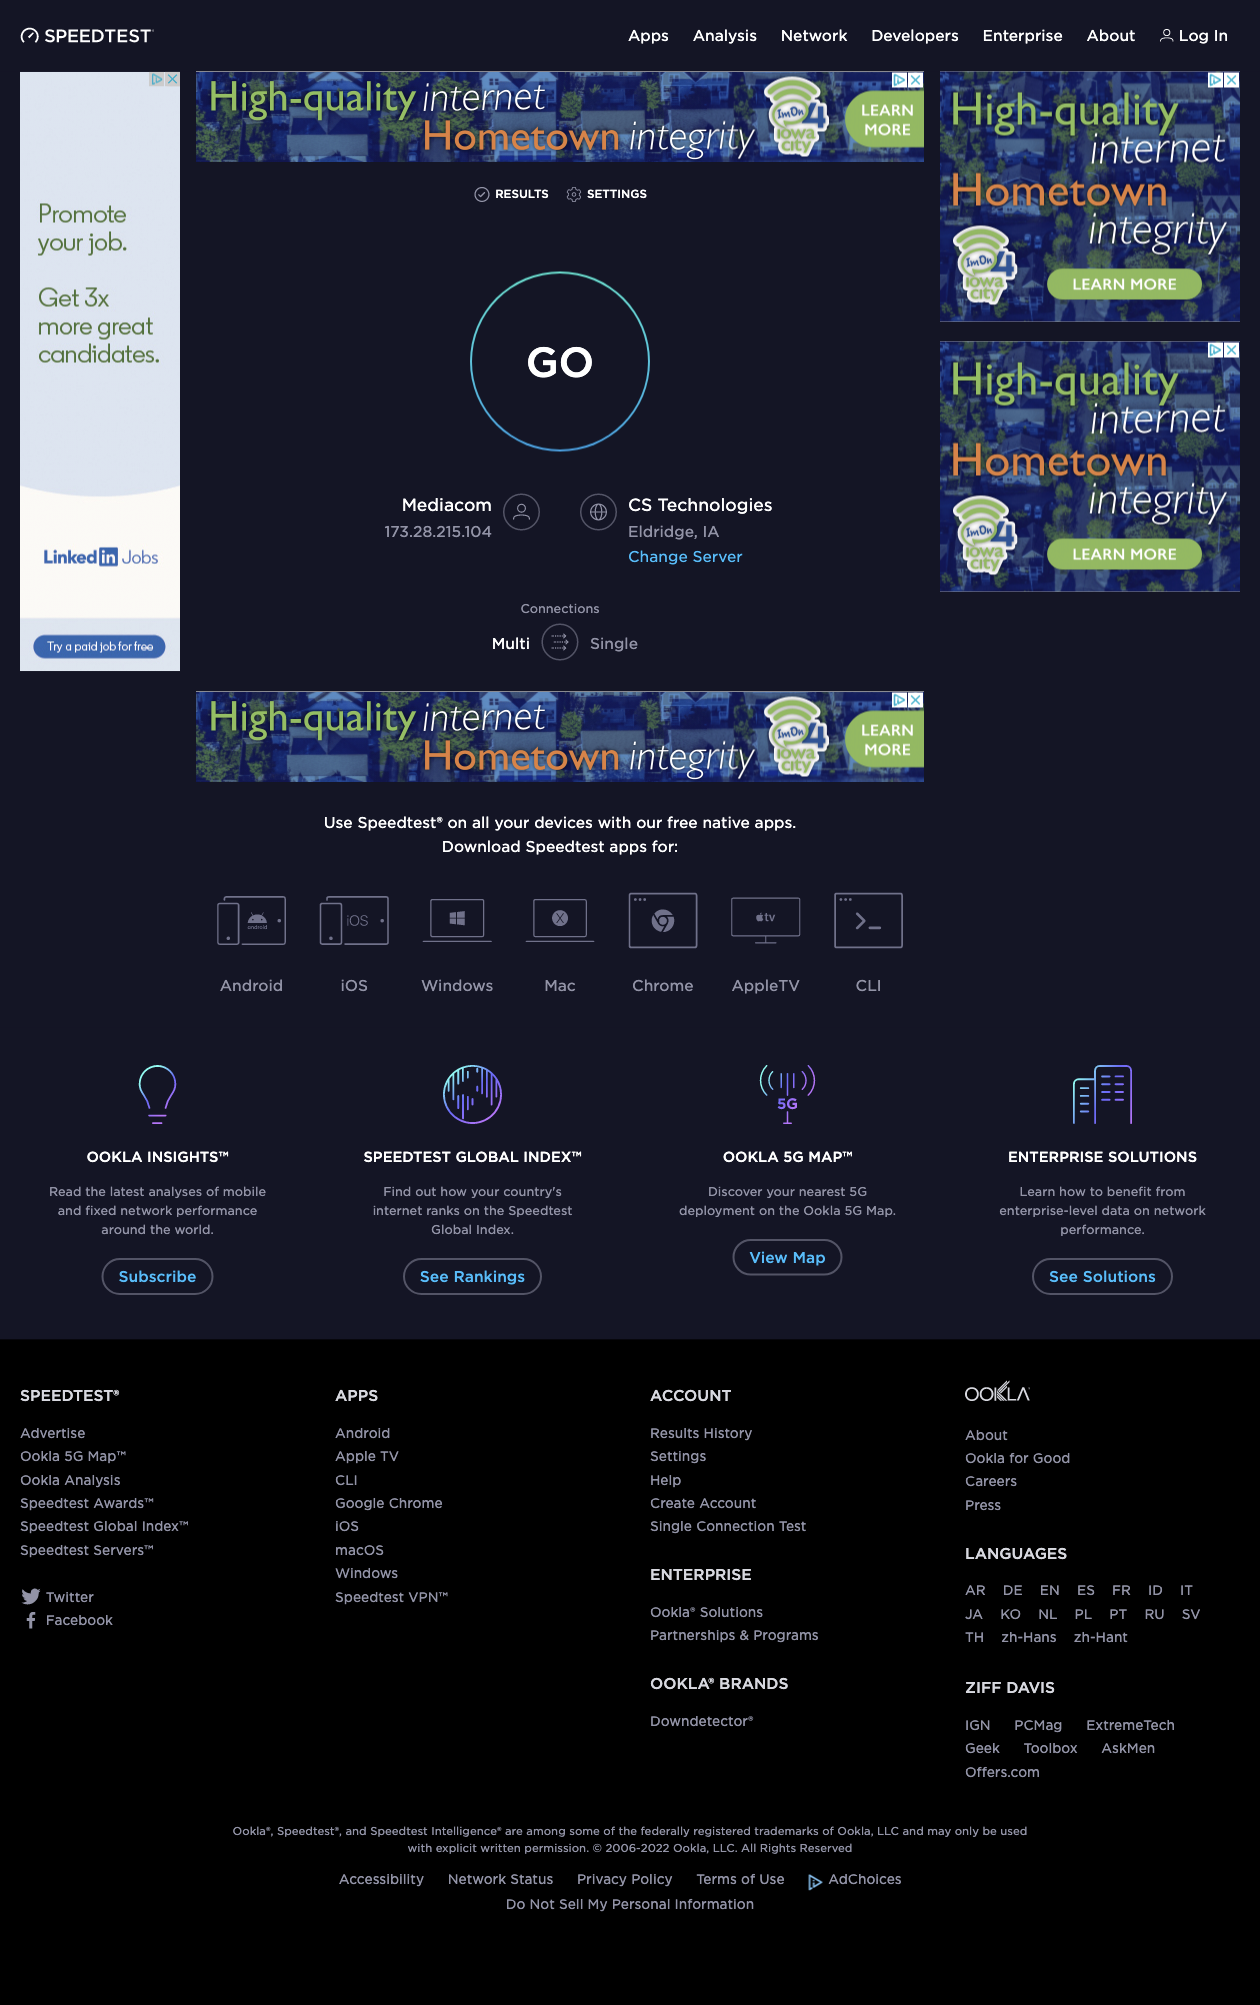 SPEEDTEST
Apps Analysis Network Developers Enterprise About Log In
Promote
your job.
Get 3x
more great
candidates.
LinkedIn Jobs
Try a paid job for free
High-quality internet
Hometown integrity
ImOn
4
iowa
city
LEARN
MORE
RESULTS SETTINGS
GO
Mediacom
173.28.215.104
CS Technologies
Eldridge, IA
Change Server
Connections
Multi Single
High-quality
internet
Hometown
integrity
ImOn
4
iowa
city
LEARN MORE
High-quality
internet
Hometown
integrity
ImOn
4
iowa
city
LEARN MORE
High-quality internet
Hometown integrity
ImOn
4
iowa
city
LEARN
MORE
Use Speedtest® on all your devices with our free native apps.
Download Speedtest apps for:
android iOS X tv
Android iOS Windows Mac Chrome AppleTV CLI
5G
OOKLA INSIGHTS™
Read the latest analyses of mobile
and fixed network performance
around the world.
Subscribe
SPEEDTEST GLOBAL INDEX™
Find out how your country's
internet ranks on the Speedtest
Global Index.
See Rankings
OOKLA 5G MAP™
Discover your nearest 5G
deployment on the Ookla 5G Map.
View Map
ENTERPRISE SOLUTIONS
Learn how to benefit from
enterprise-level data on network
performance.
See Solutions
SPEEDTEST®
Advertise
Ookla 5G Map™
Ookla Analysis
Speedtest Awards™
Speedtest Global Index™
Speedtest Servers™
Twitter
Facebook
APPS
Android
Apple TV
CLI
Google Chrome
iOS
macOS
Windows
Speedtest VPN™
ACCOUNT
Results History
Settings
Help
Create Account
Single Connection Test
ENTERPRISE
Ookla® Solutions
Partnerships & Programs
OOKLA® BRANDS
Downdetector®
OOKLA
About
Ookla for Good
Careers
Press
LANGUAGES
AR DE EN ES FR ID IT
JA KO NL PL PT RU SV
TH zh-Hans zh-Hant
ZIFF DAVIS
IGN PCMag ExtremeTech
Geek Toolbox AskMen
Offers.com
Ookla®, Speedtest®, and Speedtest Intelligence® are among some of the federally registered trademarks of Ookla, LLC and may only be used
with explicit written permission. © 2006-2022 Ookla, LLC. All Rights Reserved
Accessibility Network Status Privacy Policy Terms of Use AdChoices
Do Not Sell My Personal Information